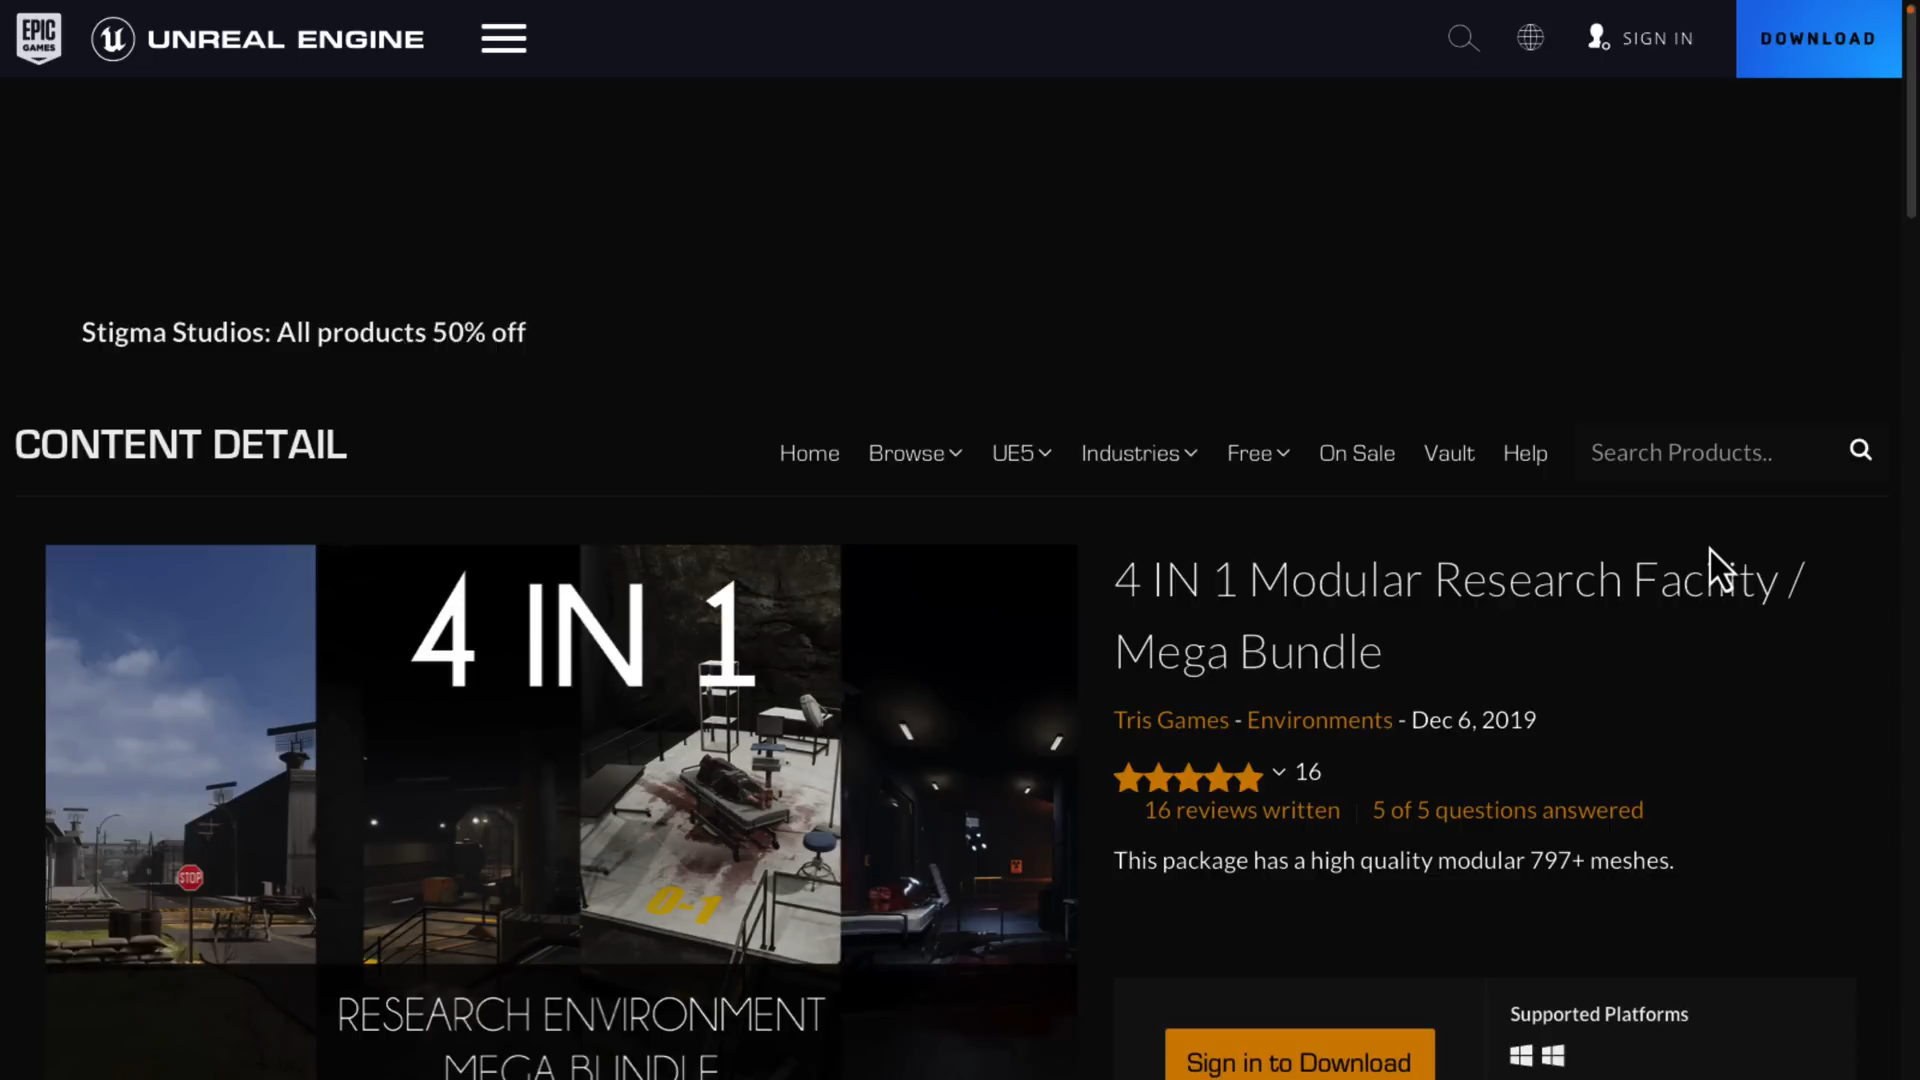 EPIC
GAMES
UNREAL ENGINE
SIGN IN
DOWNLOAD
Stigma Studios: All products 50% off
CONTENT DETAIL
Home
Browse
UE5
Industries
Free
On Sale
Vault
Help
Search Products..
4 IN 1
STOP
0-1
RESEARCH ENVIRONMENT
MEGA BUNDLE
4 IN 1 Modular Research Facility /
Mega Bundle
Tris Games - Environments - Dec 6, 2019
16
16 reviews written
5 of 5 questions answered
This package has a high quality modular 797+ meshes.
Sign in to Download
Supported Platforms